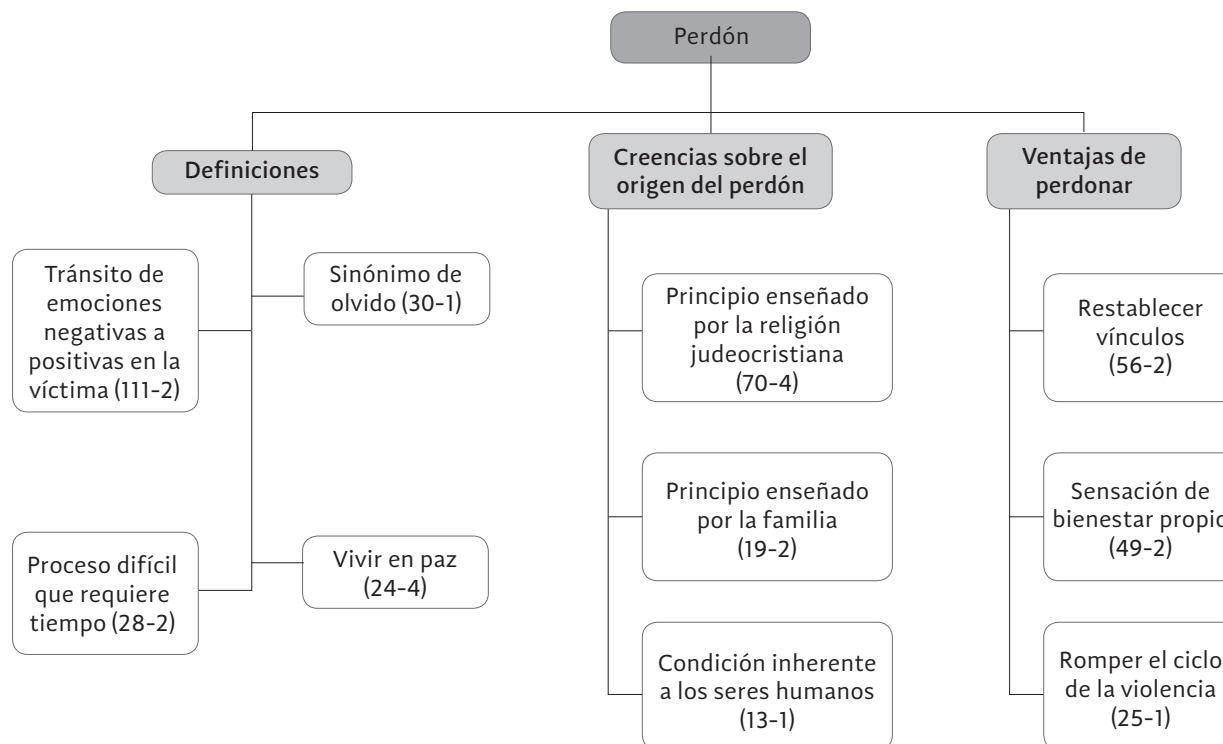 Perdón
Definiciones
Tránsito de
emociones
negativas a
positivas en la
víctima (111-2)
Sinónimo de
olvido (30-1)
Proceso difícil
que requiere
tiempo (28-2)
Vivir en paz
(24-4)
Creencias sobre el
origen del perdón
Principio enseñado
por la religión
judeocristiana
(70-4)
Principio enseñado
por la familia
(19-2)
Condición inherente
a los seres humanos
(13-1)
Ventajas de
perdonar
Restablecer
vínculos
(56-2)
Sensación de
bienestar propio
(49-2)
Romper el ciclo
de la violencia
(25-1)